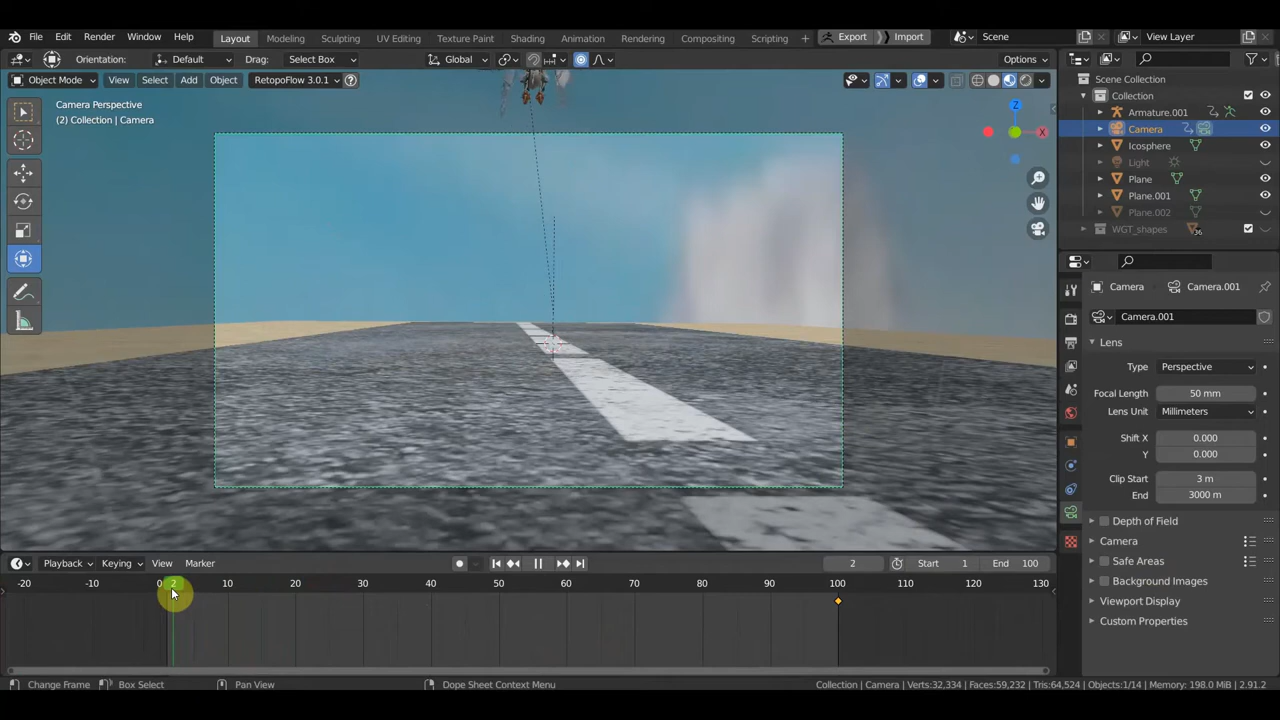 File Edit Render Window Help Layout Modeling Sculpting UV Editing Texture Paint Shading Animation Rendering Compositing Scripting + Export Import Scene View Layer
Orientation: Default Drag: Select Box Global Options
Object Mode View Select Add Object RetopoFlow 3.0.1
Camera Perspective
(2) Collection | Camera
Z
X
Scene Collection
Collection
Armature.001
Camera
Icosphere
Light
Plane
Plane.001
Plane.002
WGT_shapes 36
Camera Camera.001
Camera.001
Lens
Type Perspective
Focal Length 50 mm
Lens Unit Millimeters
Shift X 0.000
Y 0.000
Clip Start 3 m
End 3000 m
Depth of Field
Camera
Safe Areas
Background Images
Viewport Display
Custom Properties
Playback Keying View Marker 2 Start 1 End 100
-20 -10 0 2 10 20 30 40 50 60 70 80 90 100 110 120 130
Change Frame Box Select Pan View Dope Sheet Context Menu Collection | Camera | Verts:32,334 | Faces:59,232 | Tris:64,524 | Objects:1/14 | Memory: 198.0 MiB | 2.91.2